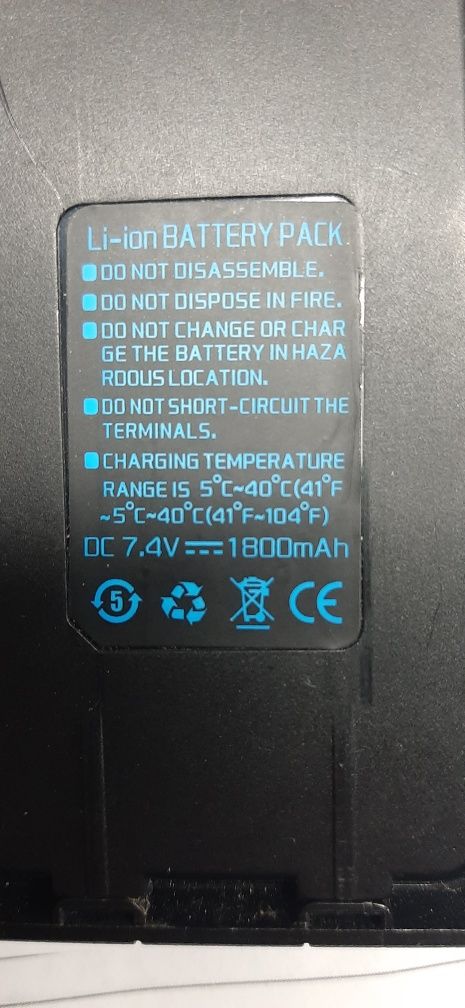 Li-ion BATTERY PACK
DO NOT DISASSEMBLE.
DO NOT DISPOSE IN FIRE.
DO NOT CHANGE OR CHAR
GE THE BATTERY IN HAZA
RDOUS LOCATION.
DO NOT SHORT-CIRCUIT THE
TERMINALS.
CHARGING TEMPERATURE
RANGE IS 5°C~40°C(41°F
~5°C~40°C(41°F~104°F)
DC 7.4V 1800mAh
5 CE